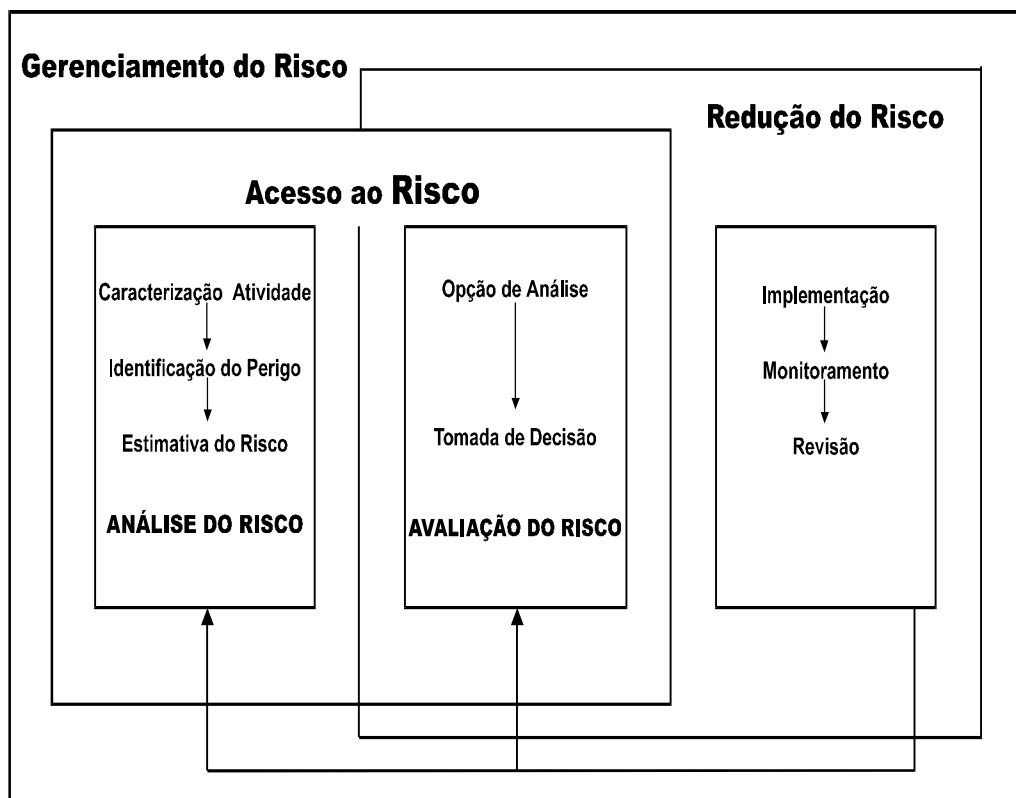 Gerenciamento do Risco
Redução do Risco
Acesso ao Risco
Caracterização Atividade
Identificação do Perigo
Estimativa do Risco
ANÁLISE DO RISCO
Opção de Análise
Tomada de Decisão
AVALIAÇÃO DO RISCO
Implementação
Monitoramento
Revisão